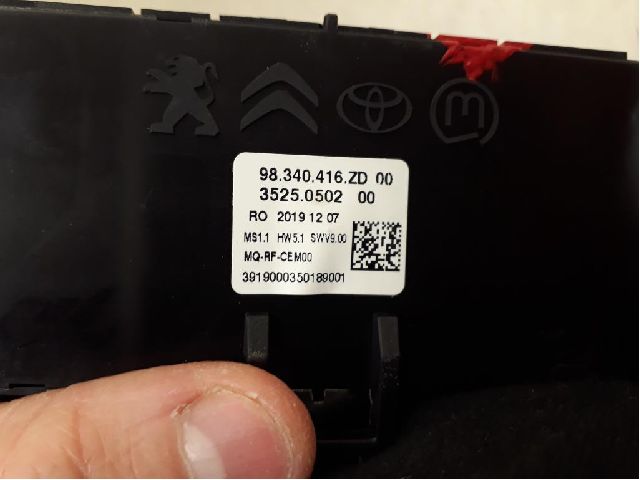 98.340.416.ZD 00
3525.0502 00
RO 2019 12 07
MS1.1 HW5.1 SWV9.00
MQ-RF-CEM00
3919000350189001